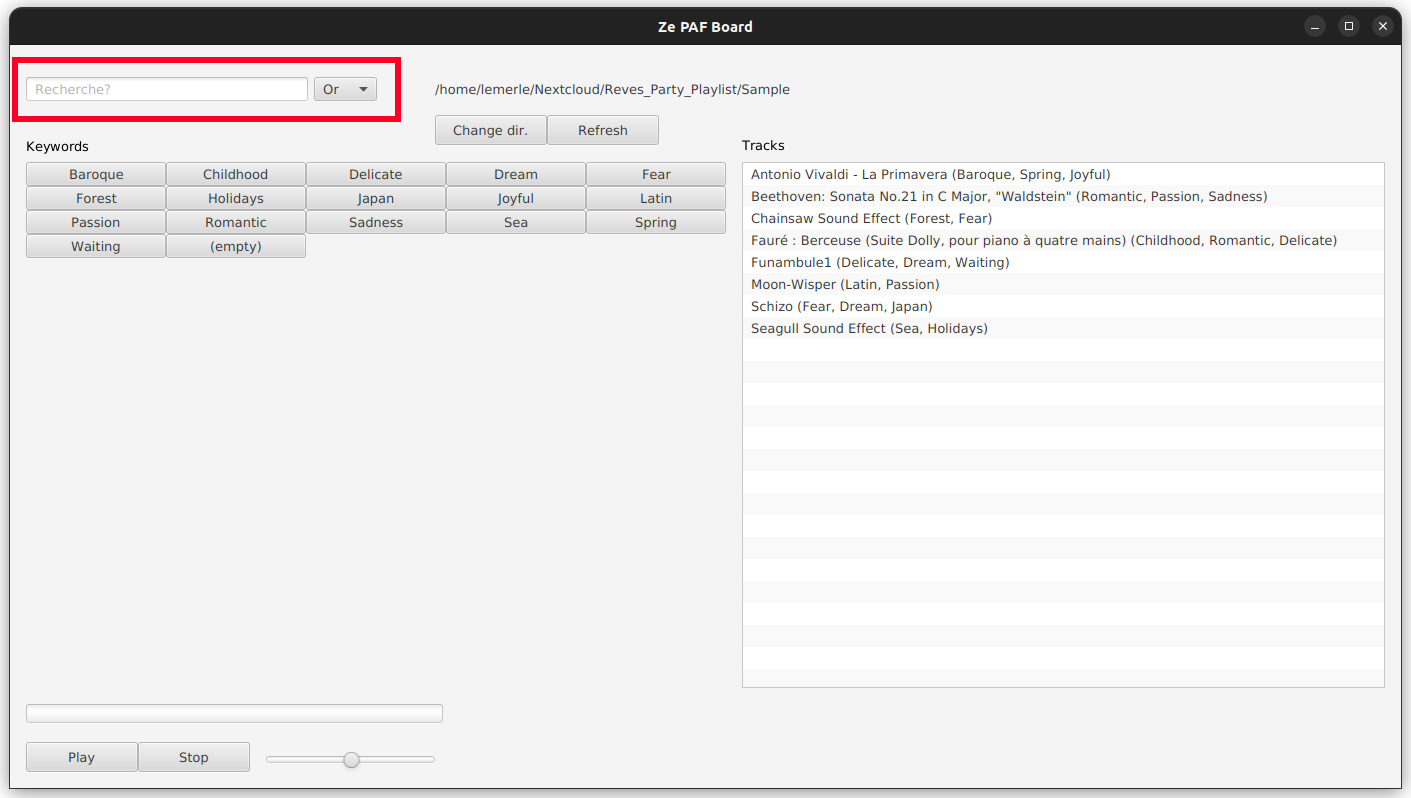 Ze PAF Board
Recherche?
Or
/home/lemerle/Nextcloud/Reves_Party_Playlist/Sample
Change dir.
Refresh
Keywords
Baroque
Childhood
Delicate
Dream
Fear
Forest
Holidays
Japan
Joyful
Latin
Passion
Romantic
Sadness
Sea
Spring
Waiting
(empty)
Tracks
Antonio Vivaldi - La Primavera (Baroque, Spring, Joyful)
Beethoven: Sonata No.21 in C Major, "Waldstein" (Romantic, Passion, Sadness)
Chainsaw Sound Effect (Forest, Fear)
Fauré : Berceuse (Suite Dolly, pour piano à quatre mains) (Childhood, Romantic, Delicate)
Funambule1 (Delicate, Dream, Waiting)
Moon-Wisper (Latin, Passion)
Schizo (Fear, Dream, Japan)
Seagull Sound Effect (Sea, Holidays)
Play
Stop